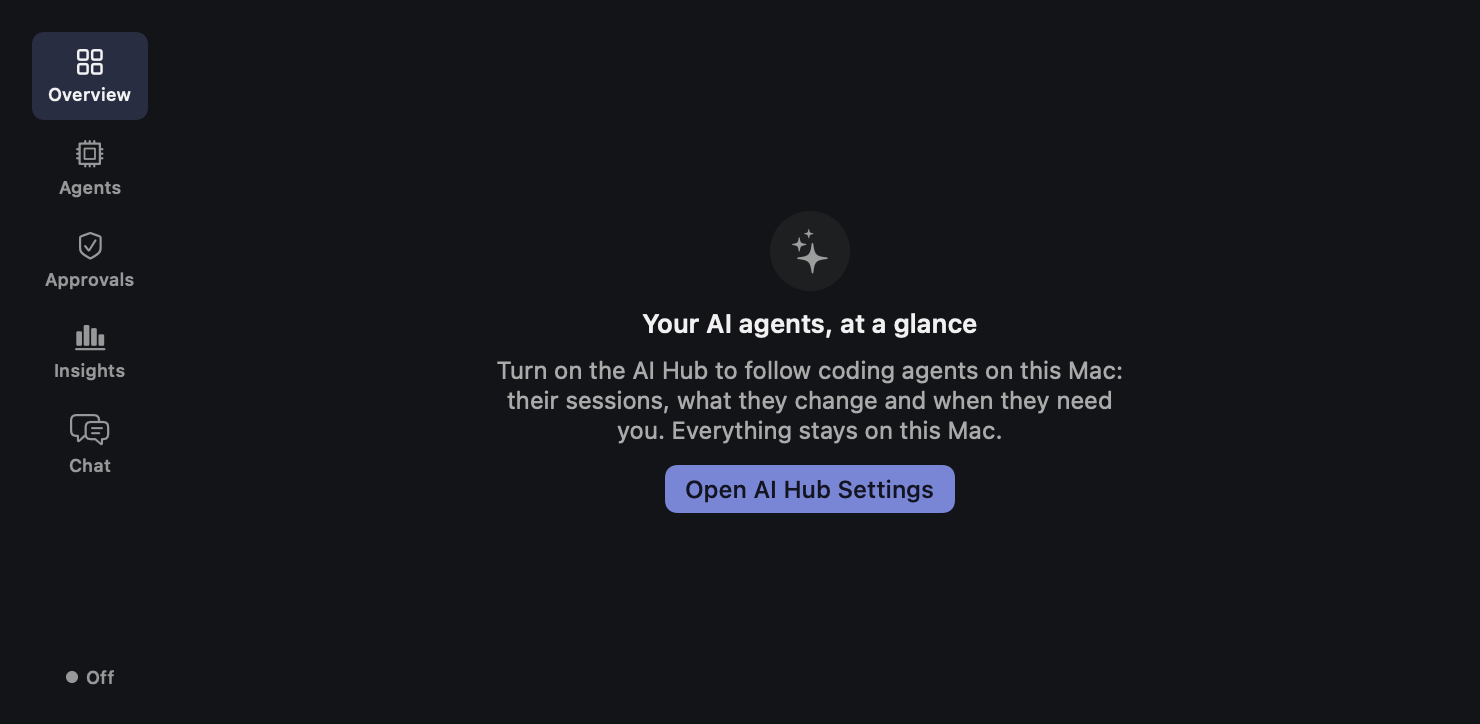 Overview
Agents
Approvals
Insights
Chat
Off
Your AI agents, at a glance
Turn on the AI Hub to follow coding agents on this Mac:
their sessions, what they change and when they need
you. Everything stays on this Mac.
Open AI Hub Settings